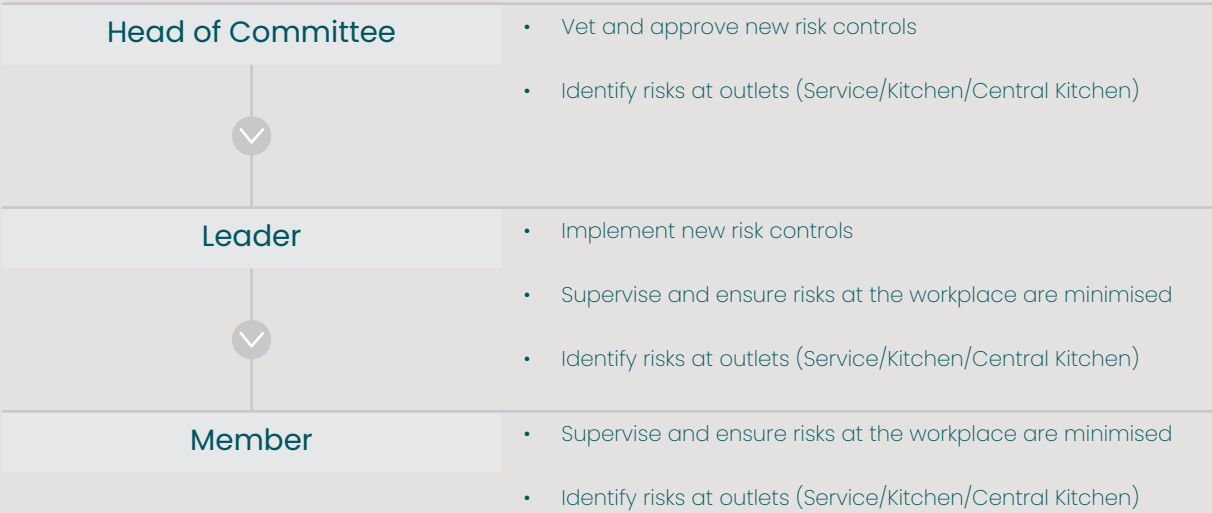 Head of Committee
• Vet and approve new risk controls
• Identify risks at outlets (Service/Kitchen/Central Kitchen)
Leader
• Implement new risk controls
• Supervise and ensure risks at the workplace are minimised
• Identify risks at outlets (Service/Kitchen/Central Kitchen)
Member
• Supervise and ensure risks at the workplace are minimised
• Identify risks at outlets (Service/Kitchen/Central Kitchen)